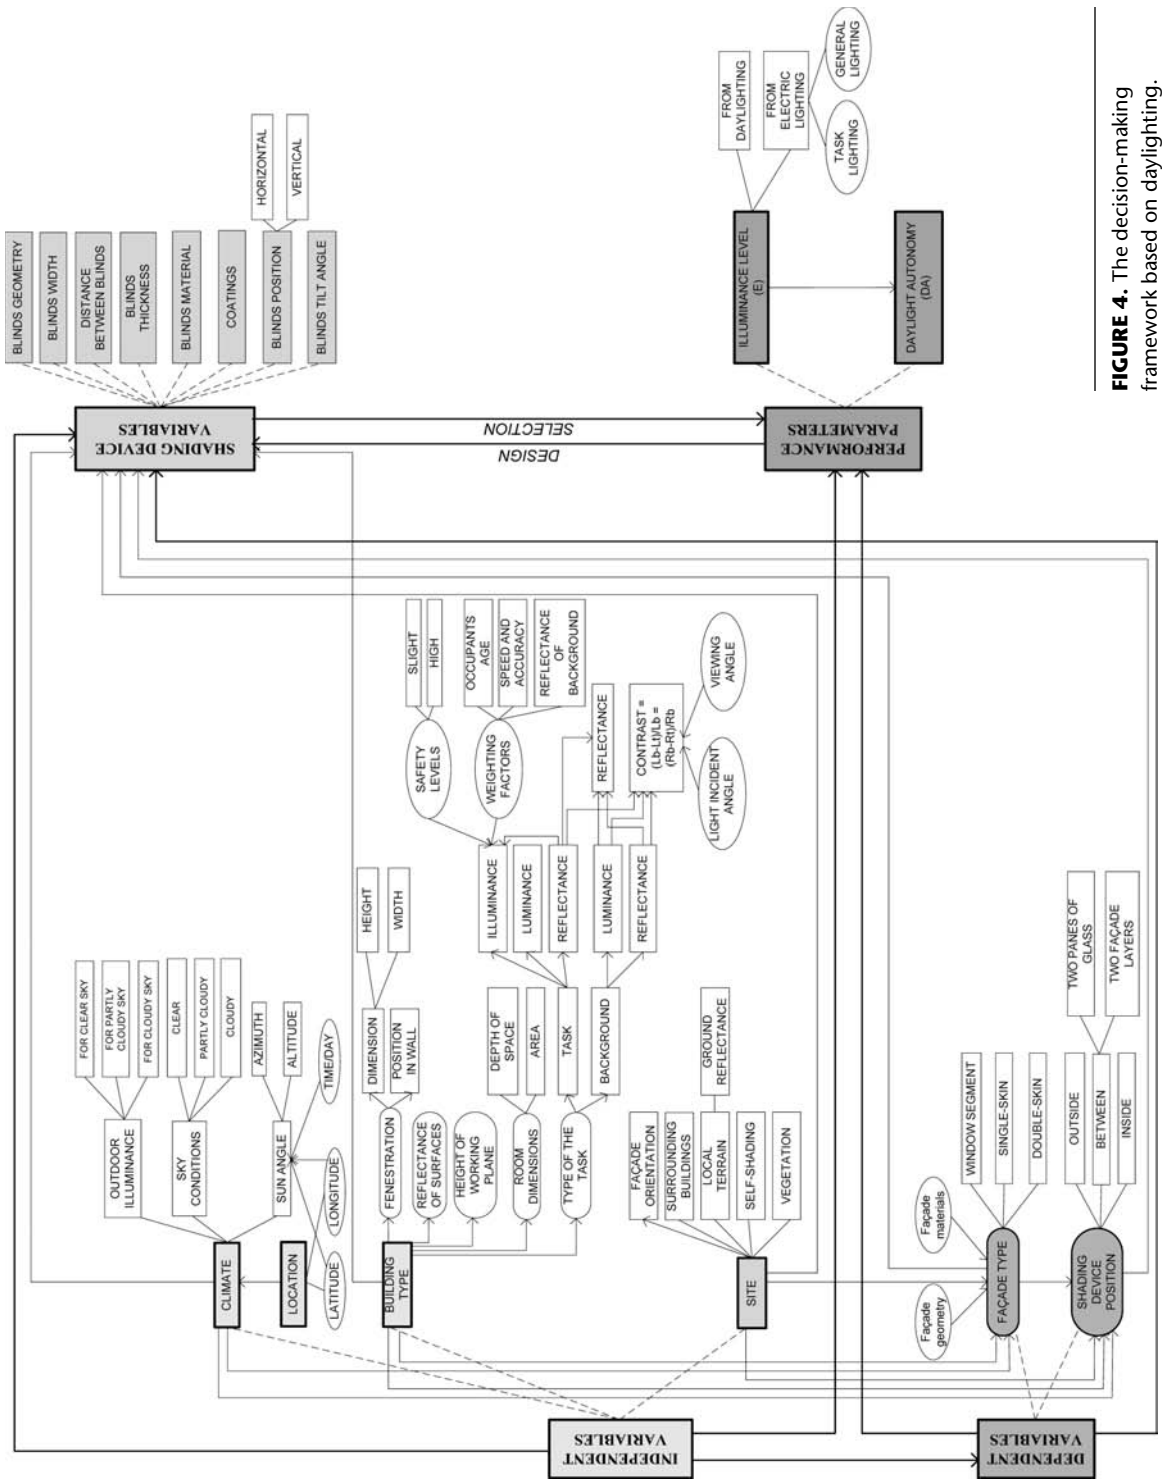 INDEPENDENT
VARIABLES
DEPENDENT
VARIABLES
CLIMATE
LOCATION
LATITUDE
LONGITUDE
TIME/DAY
OUTDOOR
ILLUMINANCE
FOR CLEAR SKY
FOR PARTLY
CLOUDY SKY
FOR CLOUDY SKY
SKY
CONDITIONS
CLEAR
PARTLY CLOUDY
CLOUDY
SUN ANGLE
AZIMUTH
ALTITUDE
BUILDING
TYPE
FENESTRATION
DIMENSION
HEIGHT
WIDTH
POSITION
IN WALL
REFLECTANCE
OF SURFACES
HEIGHT OF
WORKING
PLANE
ROOM
DIMENSIONS
DEPTH OF
SPACE
AREA
TYPE OF THE
TASK
TASK
BACKGROUND
ILLUMINANCE
LUMINANCE
REFLECTANCE
LUMINANCE
REFLECTANCE
SAFETY
LEVELS
SLIGHT
HIGH
WEIGHTING
FACTORS
OCCUPANTS
AGE
SPEED AND
ACCURACY
REFLECTANCE
OF
BACKGROUND
REFLECTANCE
CONTRAST =
(Lb-Lt)/Lb =
(Rb-Rt)/Rb
LIGHT INCIDENT
ANGLE
VIEWING
ANGLE
SITE
FAÇADE
ORIENTATION
SURROUNDING
BUILDINGS
LOCAL
TERRAIN
GROUND
REFLECTANCE
SELF-SHADING
VEGETATION
Façade
geometry
Façade
materials
FAÇADE TYPE
WINDOW SEGMENT
SINGLE-SKIN
DOUBLE-SKIN
SHADING
DEVICE
POSITION
OUTSIDE
BETWEEN
INSIDE
TWO PANES OF
GLASS
TWO FAÇADE
LAYERS
SHADING DEVICE
VARIABLES
DESIGN
SELECTION
PERFORMANCE
PARAMETERS
BLINDS GEOMETRY
BLINDS WIDTH
DISTANCE
BETWEEN BLINDS
BLINDS
THICKNESS
BLINDS MATERIAL
COATINGS
BLINDS POSITION
HORIZONTAL
VERTICAL
BLINDS TILT ANGLE
ILLUMINANCE LEVEL
(E)
DAYLIGHT AUTONOMY
(DA)
FROM
DAYLIGHTING
FROM
ELECTRIC
LIGHTING
TASK
LIGHTING
GENERAL
LIGHTING
FIGURE 4. The decision-making
framework based on daylighting.